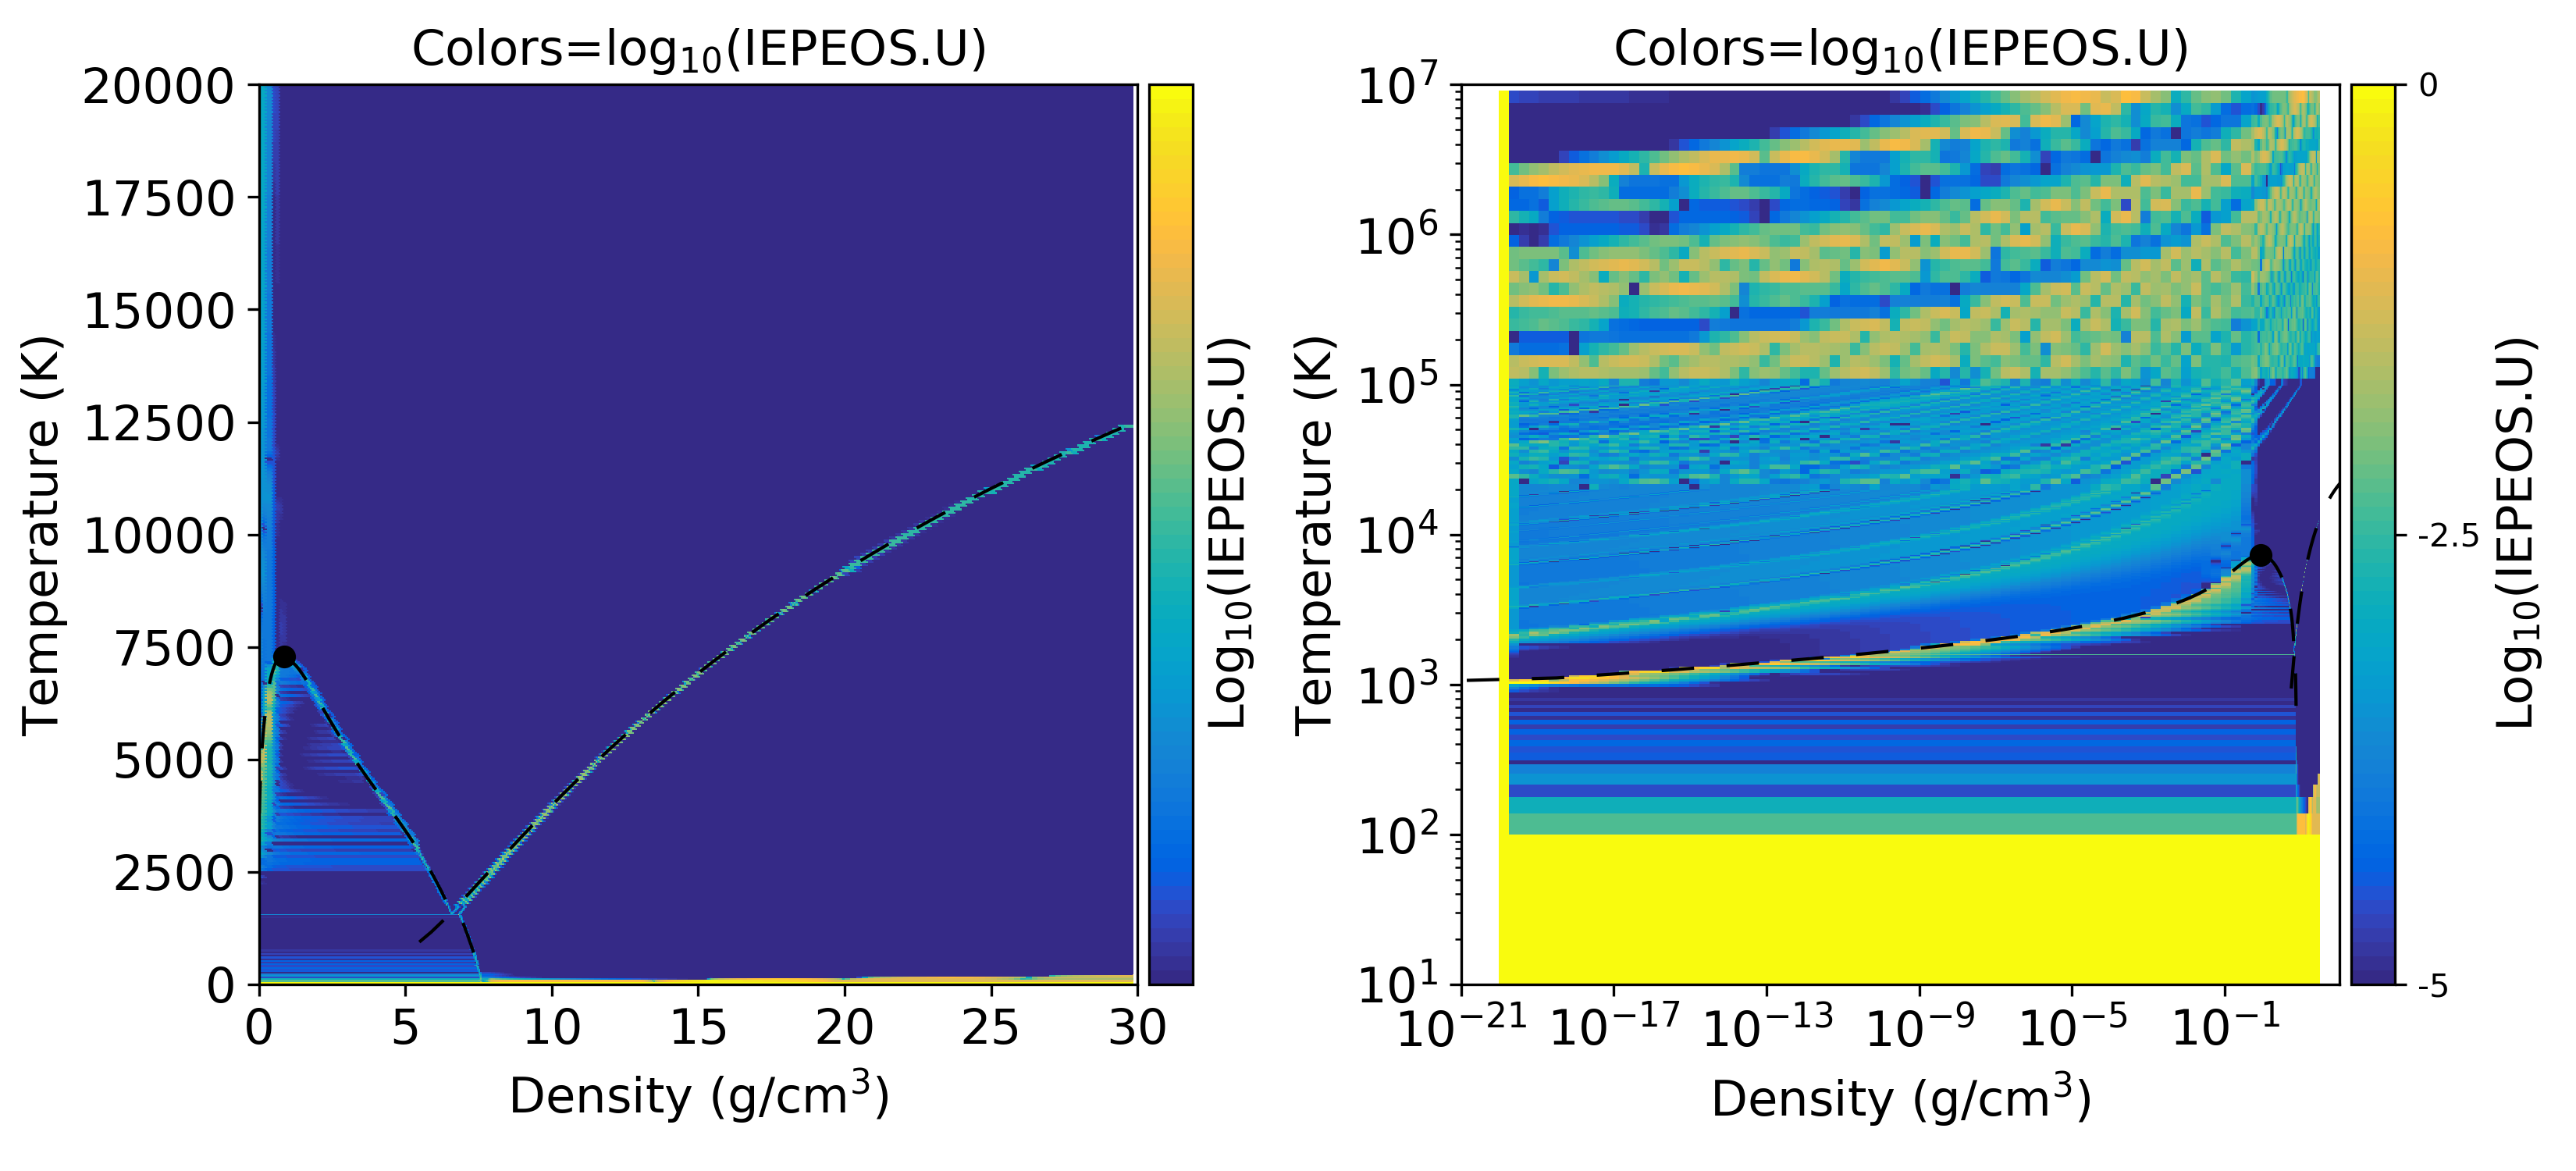 Colors=log₁₀(IEPEOS.U)
20000
17500
15000
12500
10000
7500
5000
2500
0
Temperature (K)
0 5 10 15 20 25 30
Density (g/cm³)
Log₁₀(IEPEOS.U)
Colors=log₁₀(IEPEOS.U)
10⁷
10⁶
10⁵
10⁴
10³
10²
10¹
Temperature (K)
10⁻²¹ 10⁻¹⁷ 10⁻¹³ 10⁻⁹ 10⁻⁵ 10⁻¹
Density (g/cm³)
0
-2.5
-5
Log₁₀(IEPEOS.U)